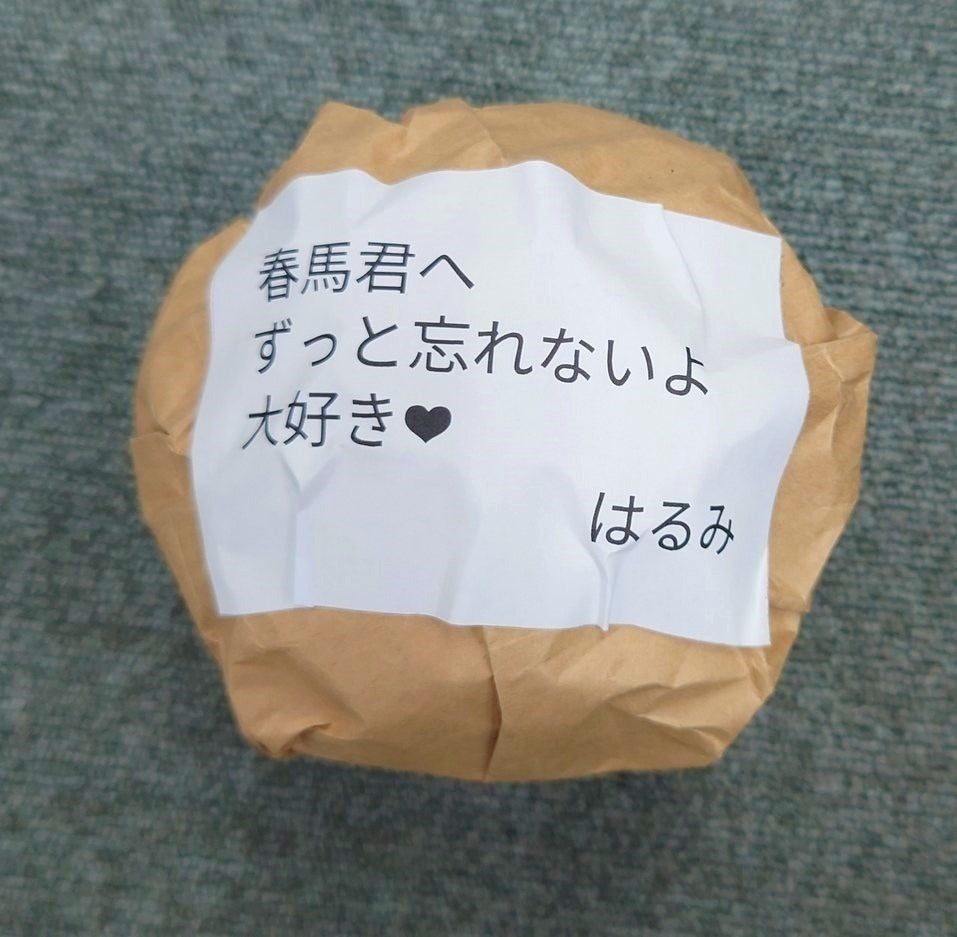 春馬君へ
ずっと忘れないよ
大好き♥
はるみ